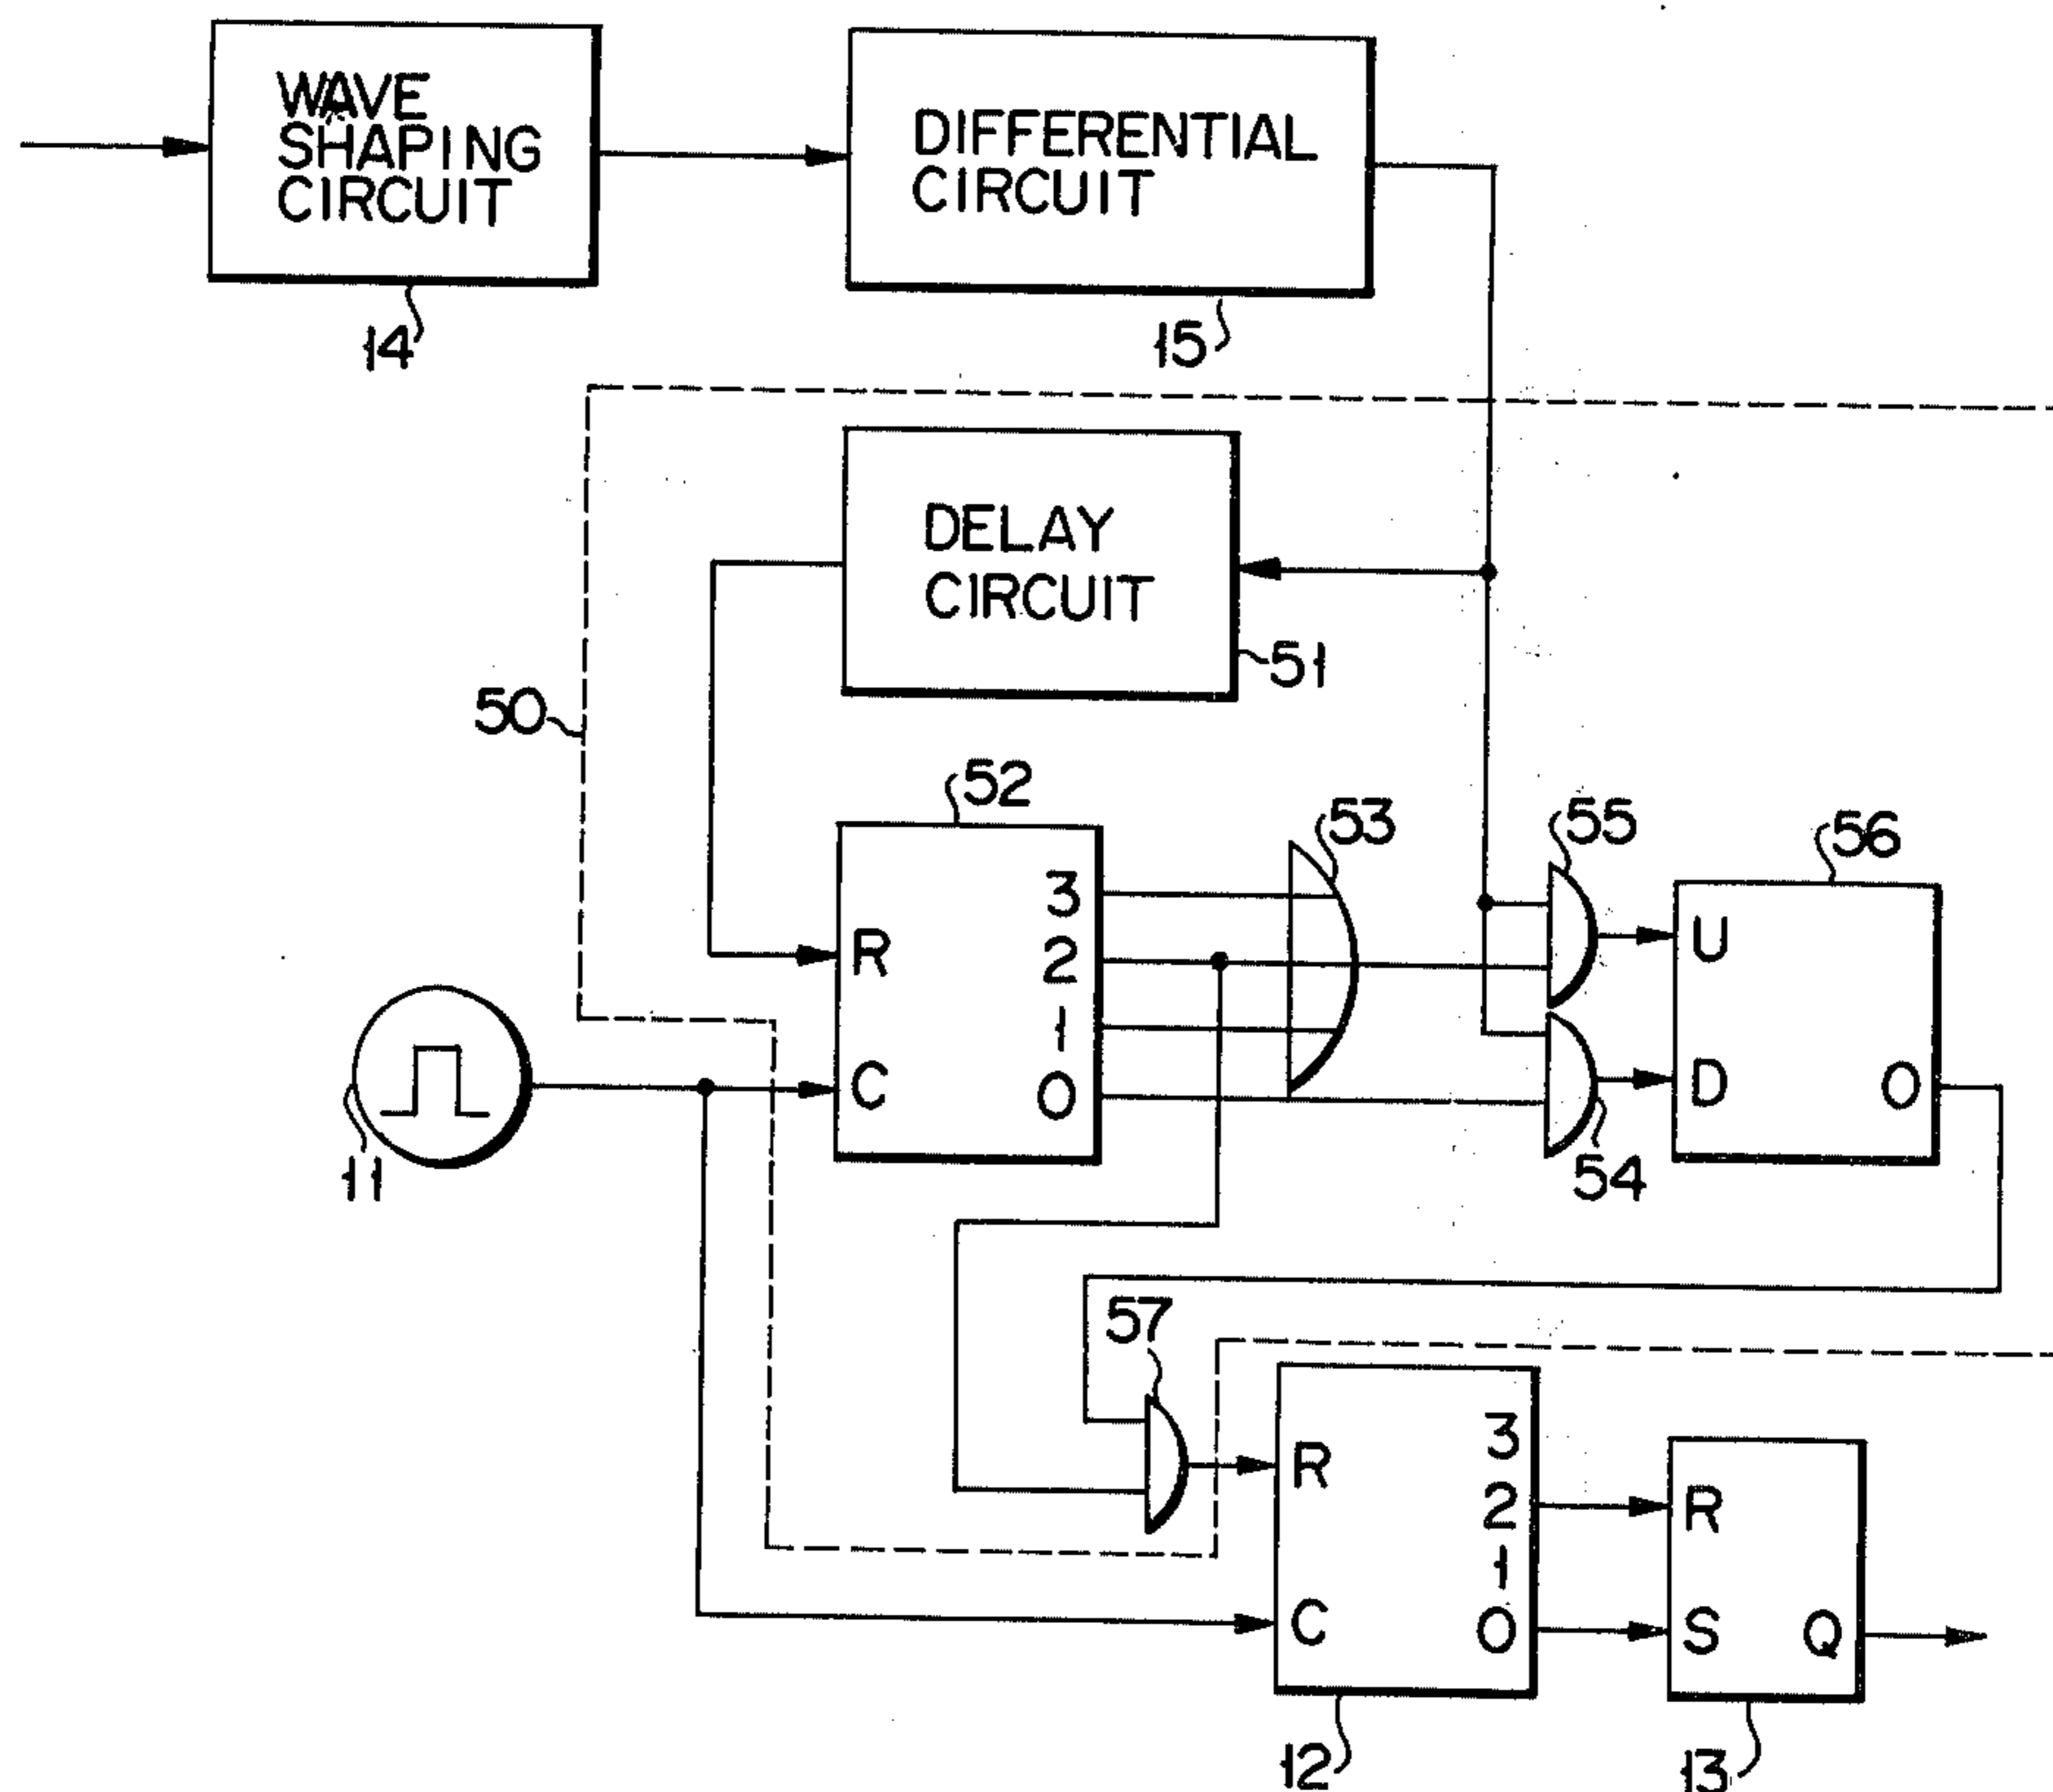 WAVE
SHAPING
CIRCUIT
14
DIFFERENTIAL
CIRCUIT
15
DELAY
CIRCUIT
51
50
52
53
55
56
3
2
1
0
R
C
U
D
O
54
11
57
R
C
3
2
1
0
R
S
Q
12
13